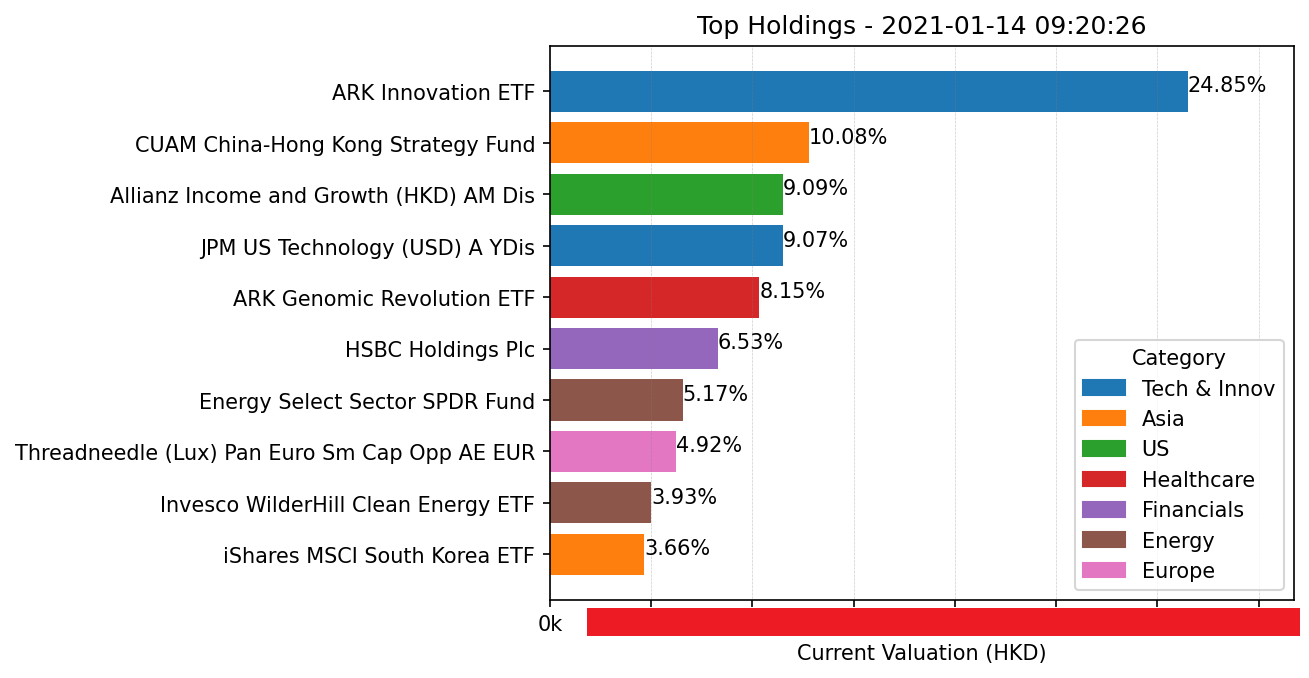 Top Holdings - 2021-01-14 09:20:26
ARK Innovation ETF 24.85%
CUAM China-Hong Kong Strategy Fund 10.08%
Allianz Income and Growth (HKD) AM Dis 9.09%
JPM US Technology (USD) A YDis 9.07%
ARK Genomic Revolution ETF 8.15%
HSBC Holdings Plc 6.53%
Energy Select Sector SPDR Fund 5.17%
Threadneedle (Lux) Pan Euro Sm Cap Opp AE EUR 4.92%
Invesco WilderHill Clean Energy ETF 3.93%
iShares MSCI South Korea ETF 3.66%
Category
Tech & Innov
Asia
US
Healthcare
Financials
Energy
Europe
0k
Current Valuation (HKD)